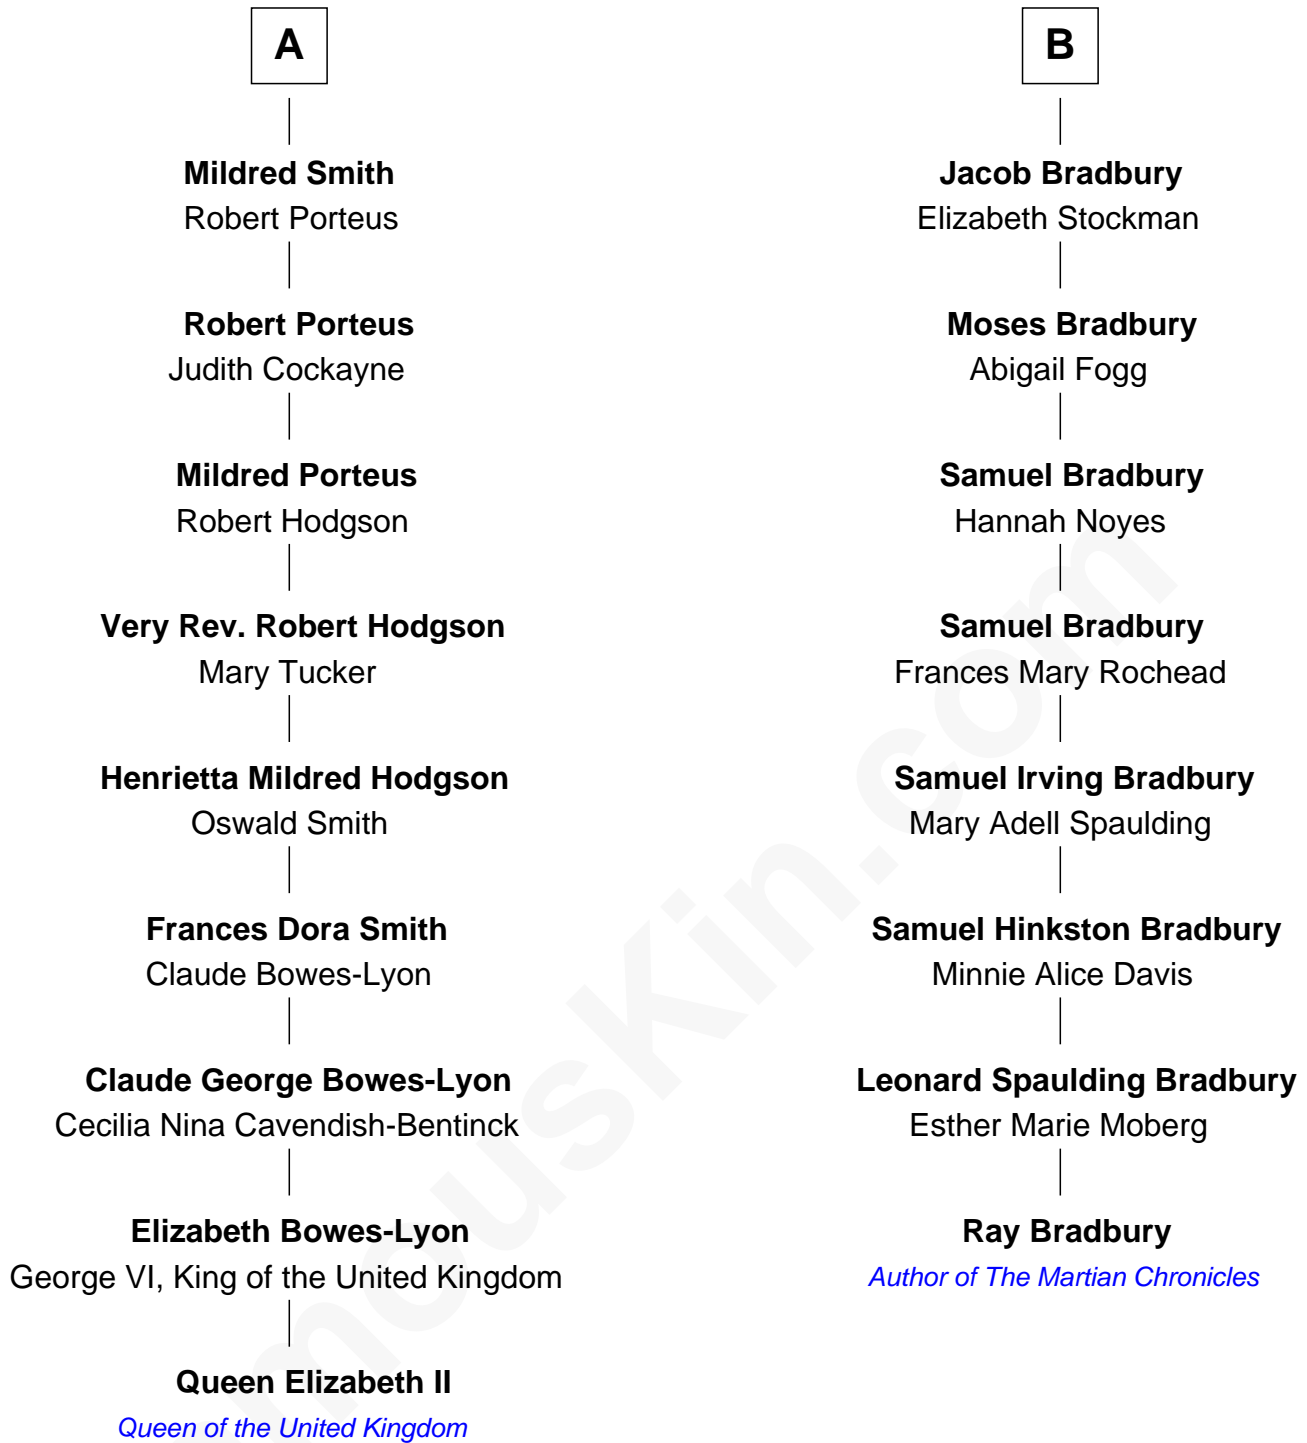 A
Mildred Smith
Robert Porteus
Robert Porteus
Judith Cockayne
Mildred Porteus
Robert Hodgson
Very Rev. Robert Hodgson
Mary Tucker
Henrietta Mildred Hodgson
Oswald Smith
Frances Dora Smith
Claude Bowes-Lyon
Claude George Bowes-Lyon
Cecilia Nina Cavendish-Bentinck
Elizabeth Bowes-Lyon
George VI, King of the United Kingdom
Queen Elizabeth II
Queen of the United Kingdom
B
Jacob Bradbury
Elizabeth Stockman
Moses Bradbury
Abigail Fogg
Samuel Bradbury
Hannah Noyes
Samuel Bradbury
Frances Mary Rochead
Samuel Irving Bradbury
Mary Adell Spaulding
Samuel Hinkston Bradbury
Minnie Alice Davis
Leonard Spaulding Bradbury
Esther Marie Moberg
Ray Bradbury
Author of The Martian Chronicles
mousKin.com